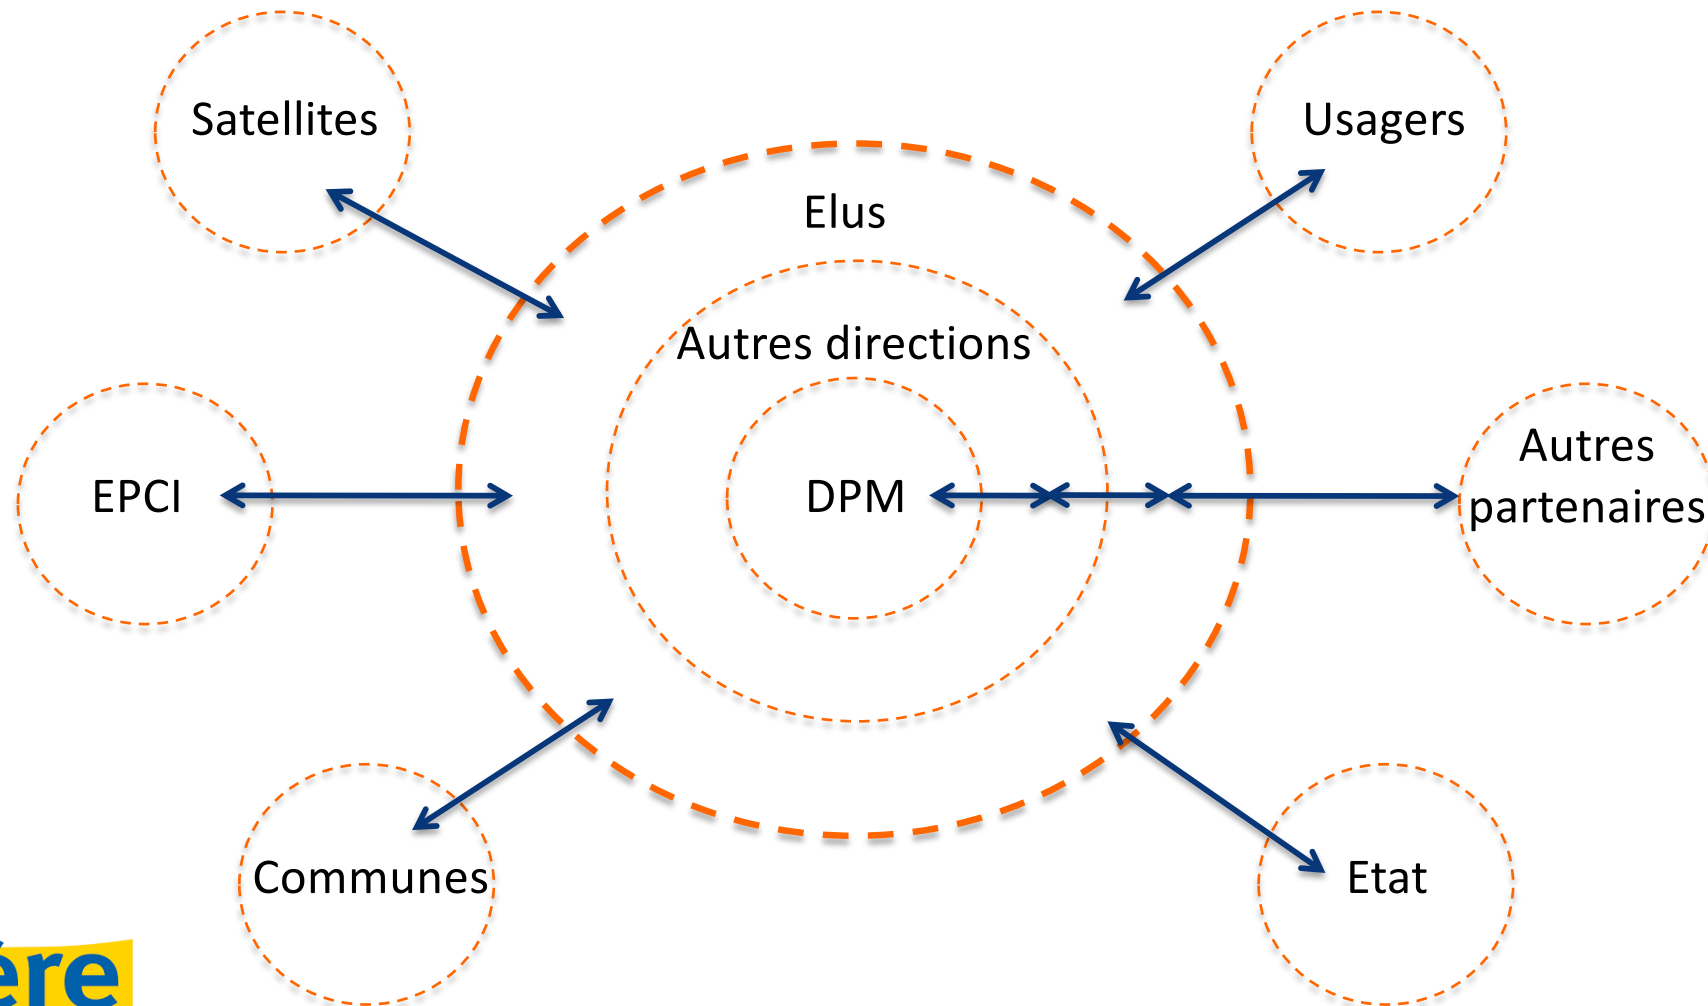 Satellites
Usagers
Elus
Autres directions
EPCI
DPM
Autres
partenaires
Communes
Etat
ère